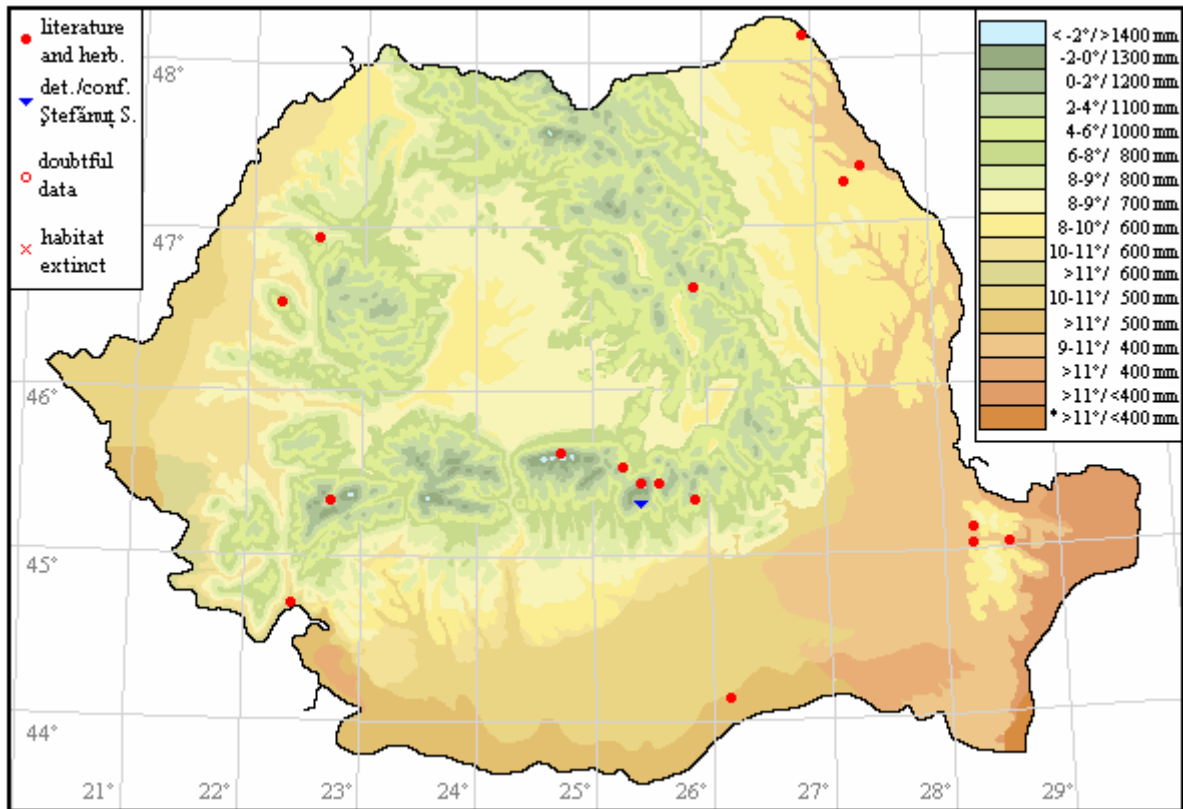 literature
and herb.
det./conf.
Ştefănuţ S.
doubtful
data
habitat
extinct
< -2°/>1400 mm
-2-0°/ 1300 mm
0-2°/ 1200 mm
2-4°/ 1100 mm
4-6°/ 1000 mm
6-8°/ 800 mm
8-9°/ 800 mm
8-9°/ 700 mm
8-10°/ 600 mm
10-11°/ 600 mm
>11°/ 600 mm
10-11°/ 500 mm
>11°/ 500 mm
9-11°/ 400 mm
>11°/ 400 mm
>11°/<400 mm
* >11°/<400 mm
48°
47°
46°
45°
44°
21° 22° 23° 24° 25° 26° 27° 28° 29°